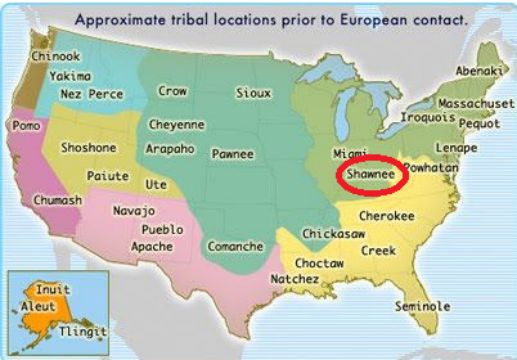 Approximate tribal locations prior to European contact.
Chinook
Yakima
Nez Perce
Crow
Sioux
Abenaki
Massachuset
Iroquois
Pequot
Pomo
Cheyenne
Shoshone
Arapaho
Pawnee
Miami
Lenape
Shawnee
Powhatan
Paiute
Ute
Chumash
Navajo
Pueblo
Apache
Comanche
Cherokee
Chickasaw
Creek
Choctaw
Natchez
Seminole
Inuit
Aleut
Tlingit